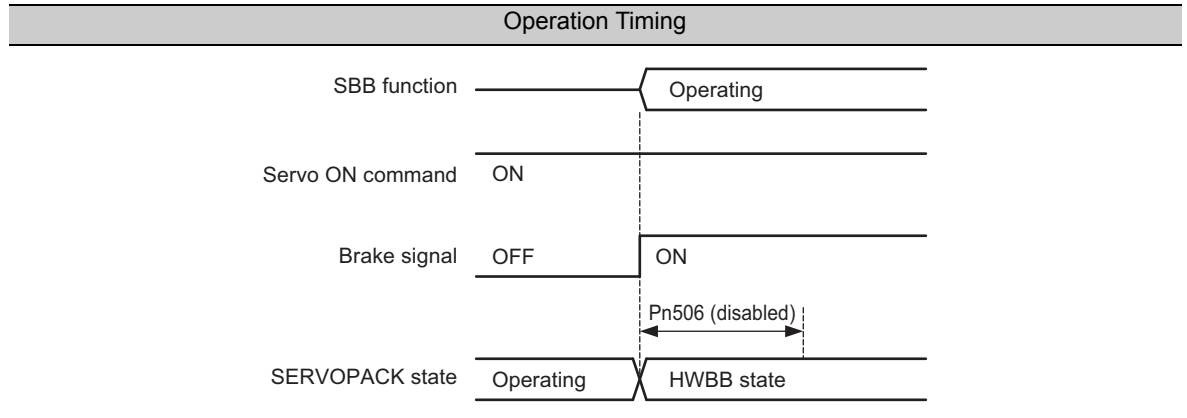 Operation Timing
SBB function Operating
Servo ON command ON
Brake signal OFF ON
Pn506 (disabled)
SERVOPACK state Operating HWBB state